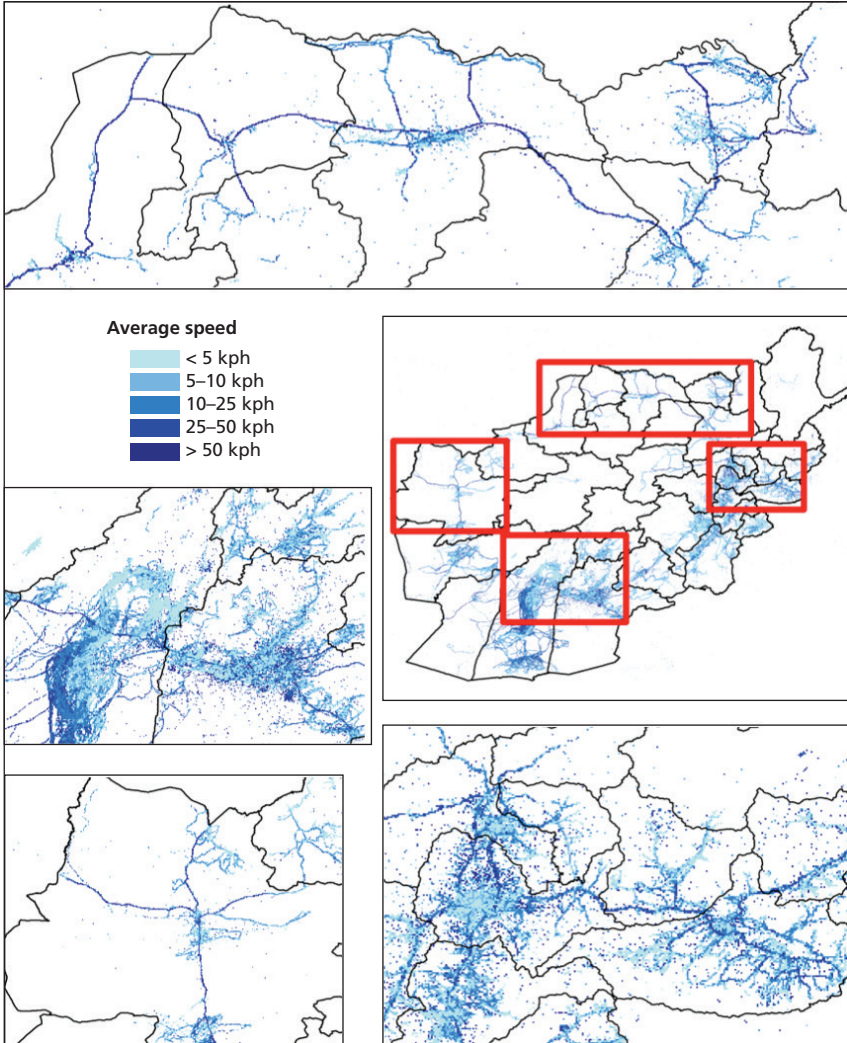 Average speed
< 5 kph
5–10 kph
10–25 kph
25–50 kph
> 50 kph